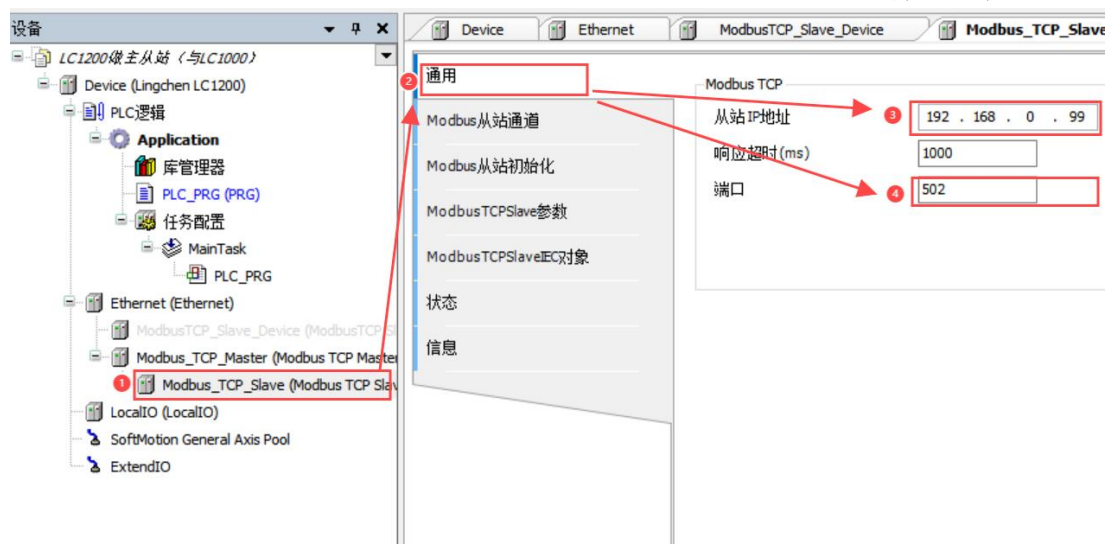 设备
LC1200做主从站（与LC1000）
Device (Lingchen LC1200)
PLC逻辑
Application
库管理器
PLC_PRG (PRG)
任务配置
MainTask
PLC_PRG
Ethernet (Ethernet)
ModbusTCP_Slave_Device (ModbusTCP Sl
Modbus_TCP_Master (Modbus TCP Master
1
Modbus_TCP_Slave (Modbus TCP Slav
LocalIO (LocalIO)
SoftMotion General Axis Pool
ExtendIO
Device
Ethernet
ModbusTCP_Slave_Device
Modbus_TCP_Slave
2
通用
Modbus从站通道
Modbus从站初始化
ModbusTCPSlave参数
ModbusTCPSlaveIEC对象
状态
信息
Modbus TCP
从站IP地址
3
192 . 168 . 0 . 99
响应超时(ms)
1000
端口
4
502